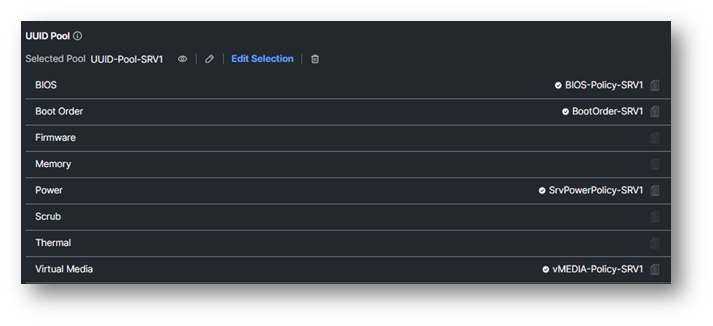 UUID Pool
Selected Pool UUID-Pool-SRV1 Edit Selection
BIOS BIOS-Policy-SRV1
Boot Order BootOrder-SRV1
Firmware
Memory
Power SrvPowerPolicy-SRV1
Scrub
Thermal
Virtual Media vMEDIA-Policy-SRV1